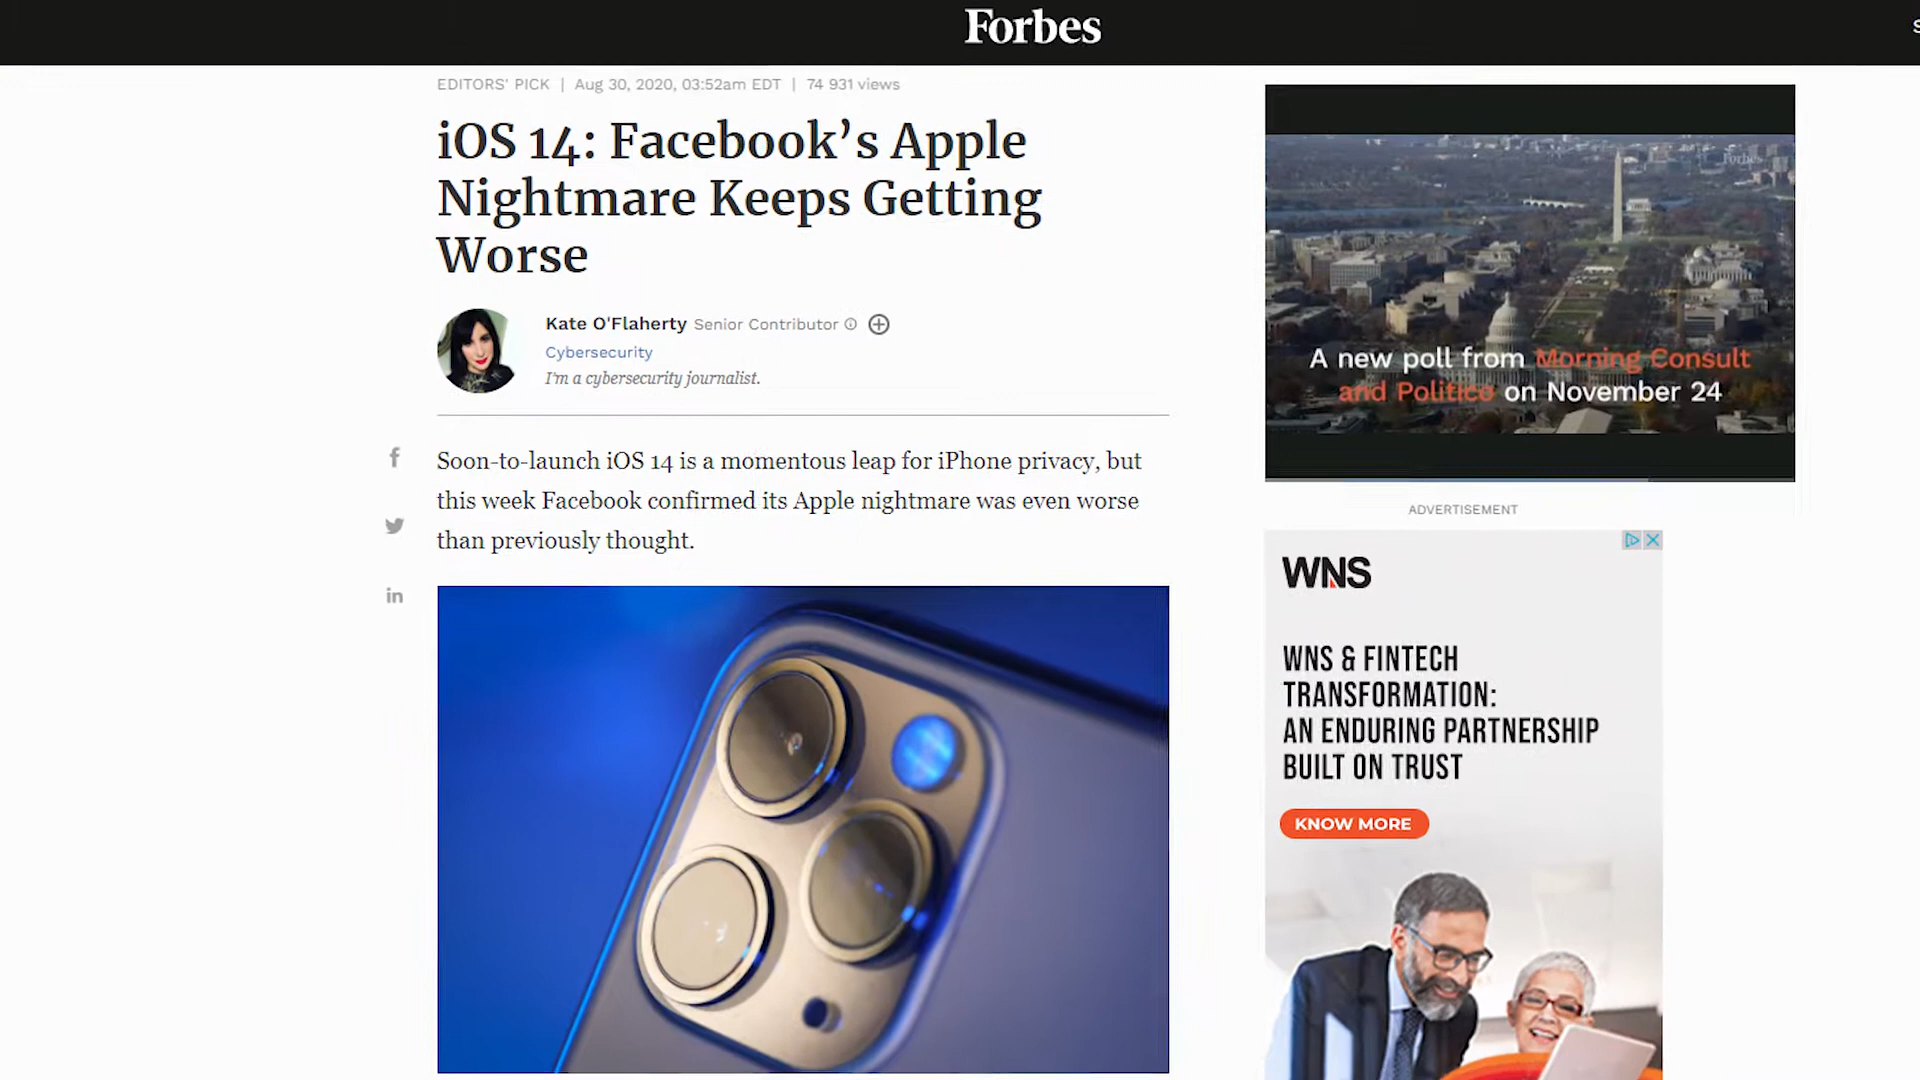 Forbes
S
EDITORS' PICK | Aug 30, 2020, 03:52am EDT | 74 931 views
iOS 14: Facebook’s Apple
Nightmare Keeps Getting
Worse
Kate O'Flaherty Senior Contributor
Cybersecurity
I'm a cybersecurity journalist.
Soon-to-launch iOS 14 is a momentous leap for iPhone privacy, but
this week Facebook confirmed its Apple nightmare was even worse
than previously thought.
Forbes
A new poll from Morning Consult
and Politico on November 24
ADVERTISEMENT
WNS
WNS & FINTECH
TRANSFORMATION:
AN ENDURING PARTNERSHIP
BUILT ON TRUST
KNOW MORE